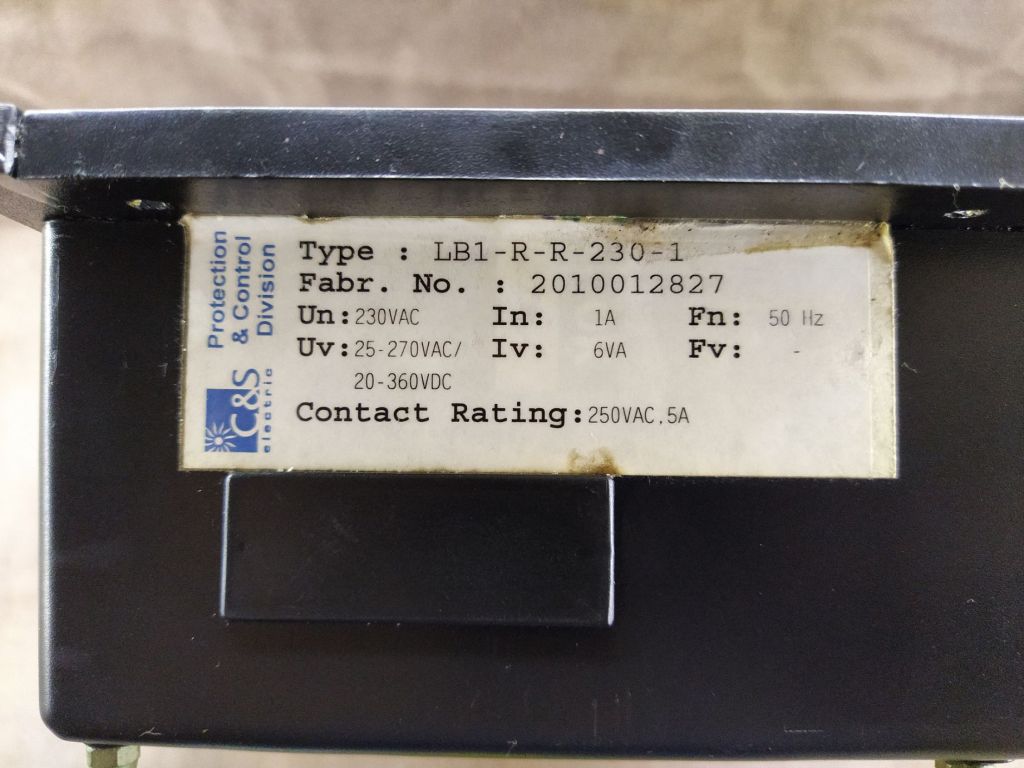 Protection
& Control
Division
C&S
electric
Type : LB1-R-R-230-1
Fabr. No. : 2010012827
Un: 230VAC In: 1A Fn: 50 Hz
Uv: 25-270VAC/ Iv: 6VA Fv: -
20-360VDC
Contact Rating: 250VAC,5A